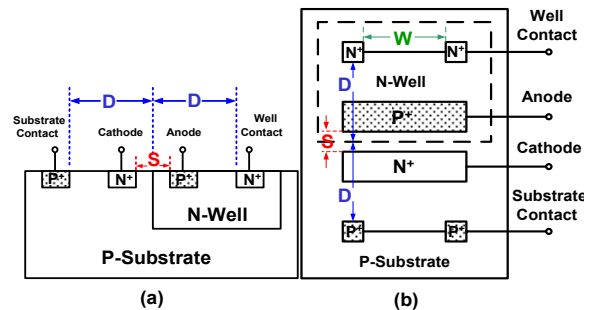 D
D
Substrate
Contact
Cathode
Anode
Well
Contact
S
P+
N+
P+
N+
N-Well
P-Substrate
(a)
N+
W
N+
Well
Contact
D
N-Well
P+
Anode
S
N+
Cathode
D
P+
P+
Substrate
Contact
P-Substrate
(b)